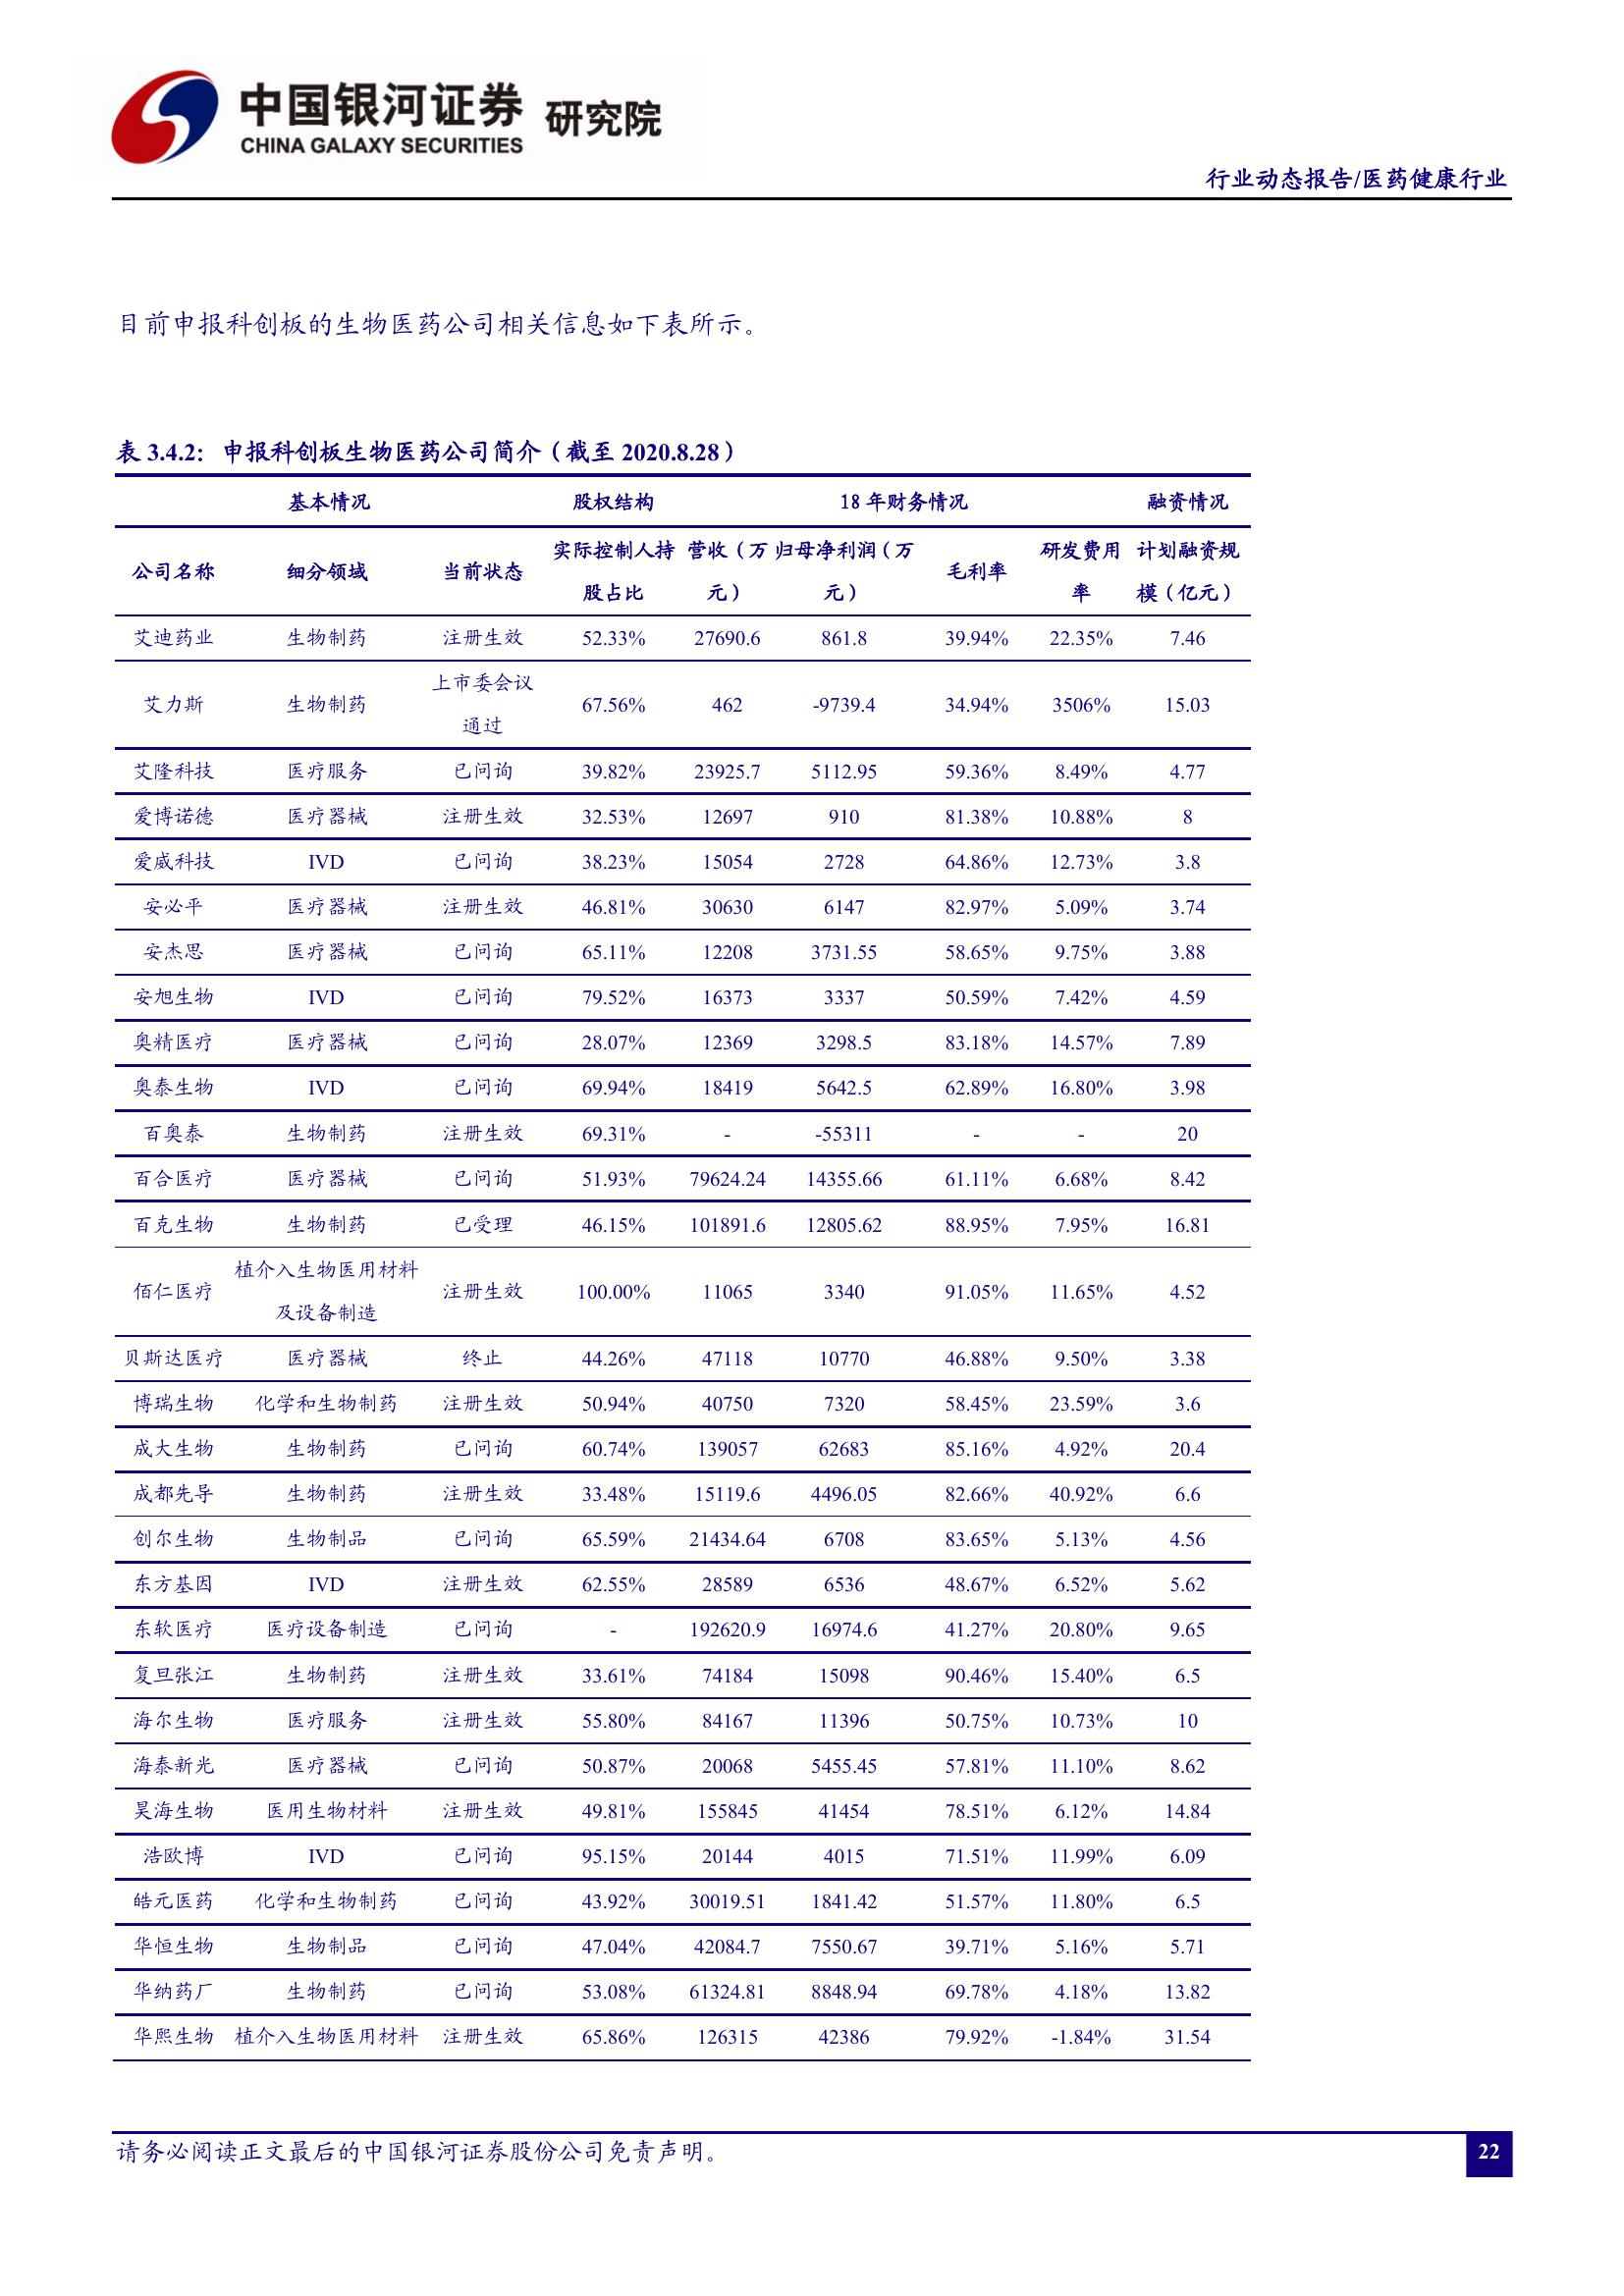 中国银河证券 研究院
CHINA GALAXY SECURITIES
行业动态报告/医药健康行业
目前申报科创板的生物医药公司相关信息如下表所示。
表 3.4.2: 申报科创板生物医药公司简介（截至 2020.8.28）
基本情况 股权结构 18 年财务情况 融资情况
公司名称 细分领域 当前状态 实际控制人持股占比 营收（万元） 归母净利润（万元） 毛利率 研发费用率 计划融资规模（亿元）
艾迪药业 生物制药 注册生效 52.33% 27690.6 861.8 39.94% 22.35% 7.46
艾力斯 生物制药 上市委会议通过 67.56% 462 -9739.4 34.94% 3506% 15.03
艾隆科技 医疗服务 已问询 39.82% 23925.7 5112.95 59.36% 8.49% 4.77
爱博诺德 医疗器械 注册生效 32.53% 12697 910 81.38% 10.88% 8
爱威科技 IVD 已问询 38.23% 15054 2728 64.86% 12.73% 3.8
安必平 医疗器械 注册生效 46.81% 30630 6147 82.97% 5.09% 3.74
安杰思 医疗器械 已问询 65.11% 12208 3731.55 58.65% 9.75% 3.88
安旭生物 IVD 已问询 79.52% 16373 3337 50.59% 7.42% 4.59
奥精医疗 医疗器械 已问询 28.07% 12369 3298.5 83.18% 14.57% 7.89
奥泰生物 IVD 已问询 69.94% 18419 5642.5 62.89% 16.80% 3.98
百奥泰 生物制药 注册生效 69.31% - -55311 - - 20
百合医疗 医疗器械 已问询 51.93% 79624.24 14355.66 61.11% 6.68% 8.42
百克生物 生物制药 已受理 46.15% 101891.6 12805.62 88.95% 7.95% 16.81
佰仁医疗 植介入生物医用材料及设备制造 注册生效 100.00% 11065 3340 91.05% 11.65% 4.52
贝斯达医疗 医疗器械 终止 44.26% 47118 10770 46.88% 9.50% 3.38
博瑞生物 化学和生物制药 注册生效 50.94% 40750 7320 58.45% 23.59% 3.6
成大生物 生物制药 已问询 60.74% 139057 62683 85.16% 4.92% 20.4
成都先导 生物制药 注册生效 33.48% 15119.6 4496.05 82.66% 40.92% 6.6
创尔生物 生物制品 已问询 65.59% 21434.64 6708 83.65% 5.13% 4.56
东方基因 IVD 注册生效 62.55% 28589 6536 48.67% 6.52% 5.62
东软医疗 医疗设备制造 已问询 - 192620.9 16974.6 41.27% 20.80% 9.65
复旦张江 生物制药 注册生效 33.61% 74184 15098 90.46% 15.40% 6.5
海尔生物 医疗服务 注册生效 55.80% 84167 11396 50.75% 10.73% 10
海泰新光 医疗器械 已问询 50.87% 20068 5455.45 57.81% 11.10% 8.62
昊海生物 医用生物材料 注册生效 49.81% 155845 41454 78.51% 6.12% 14.84
浩欧博 IVD 已问询 95.15% 20144 4015 71.51% 11.99% 6.09
皓元医药 化学和生物制药 已问询 43.92% 30019.51 1841.42 51.57% 11.80% 6.5
华恒生物 生物制品 已问询 47.04% 42084.7 7550.67 39.71% 5.16% 5.71
华纳药厂 生物制药 已问询 53.08% 61324.81 8848.94 69.78% 4.18% 13.82
华熙生物 植介入生物医用材料 注册生效 65.86% 126315 42386 79.92% -1.84% 31.54
请务必阅读正文最后的中国银河证券股份公司免责声明。
22